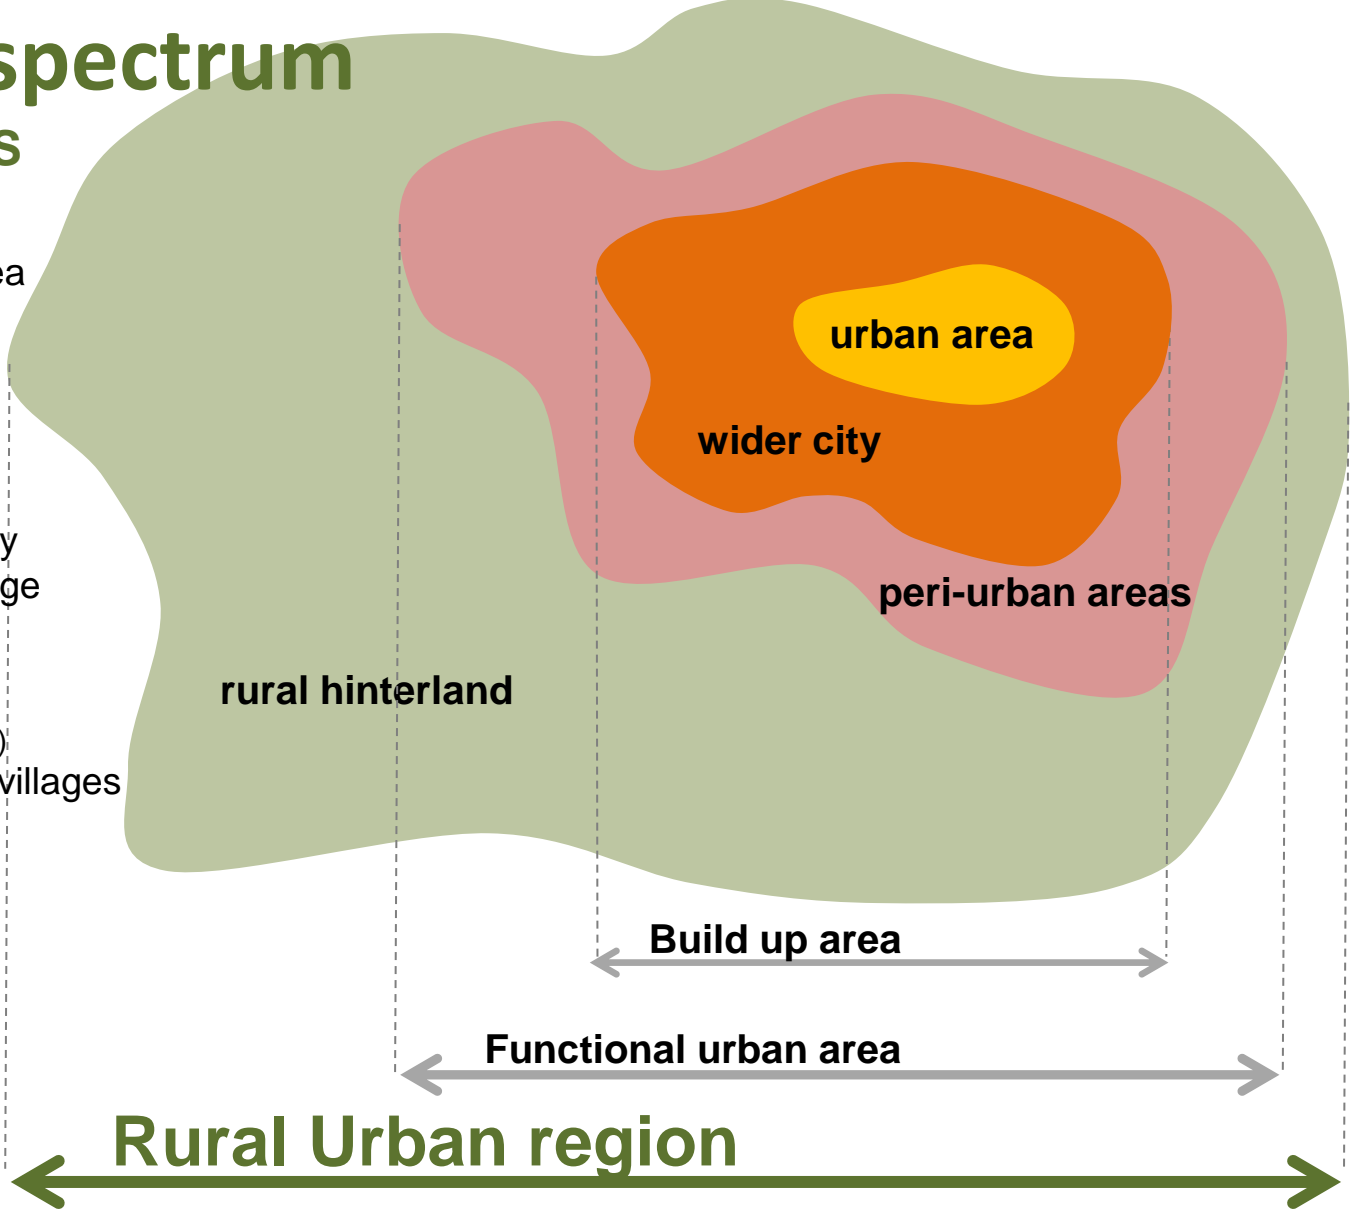 spectrum
s
ea
urban area
wider city
y
ge
peri-urban areas
rural hinterland
)
villages
Build up area
Functional urban area
Rural Urban region